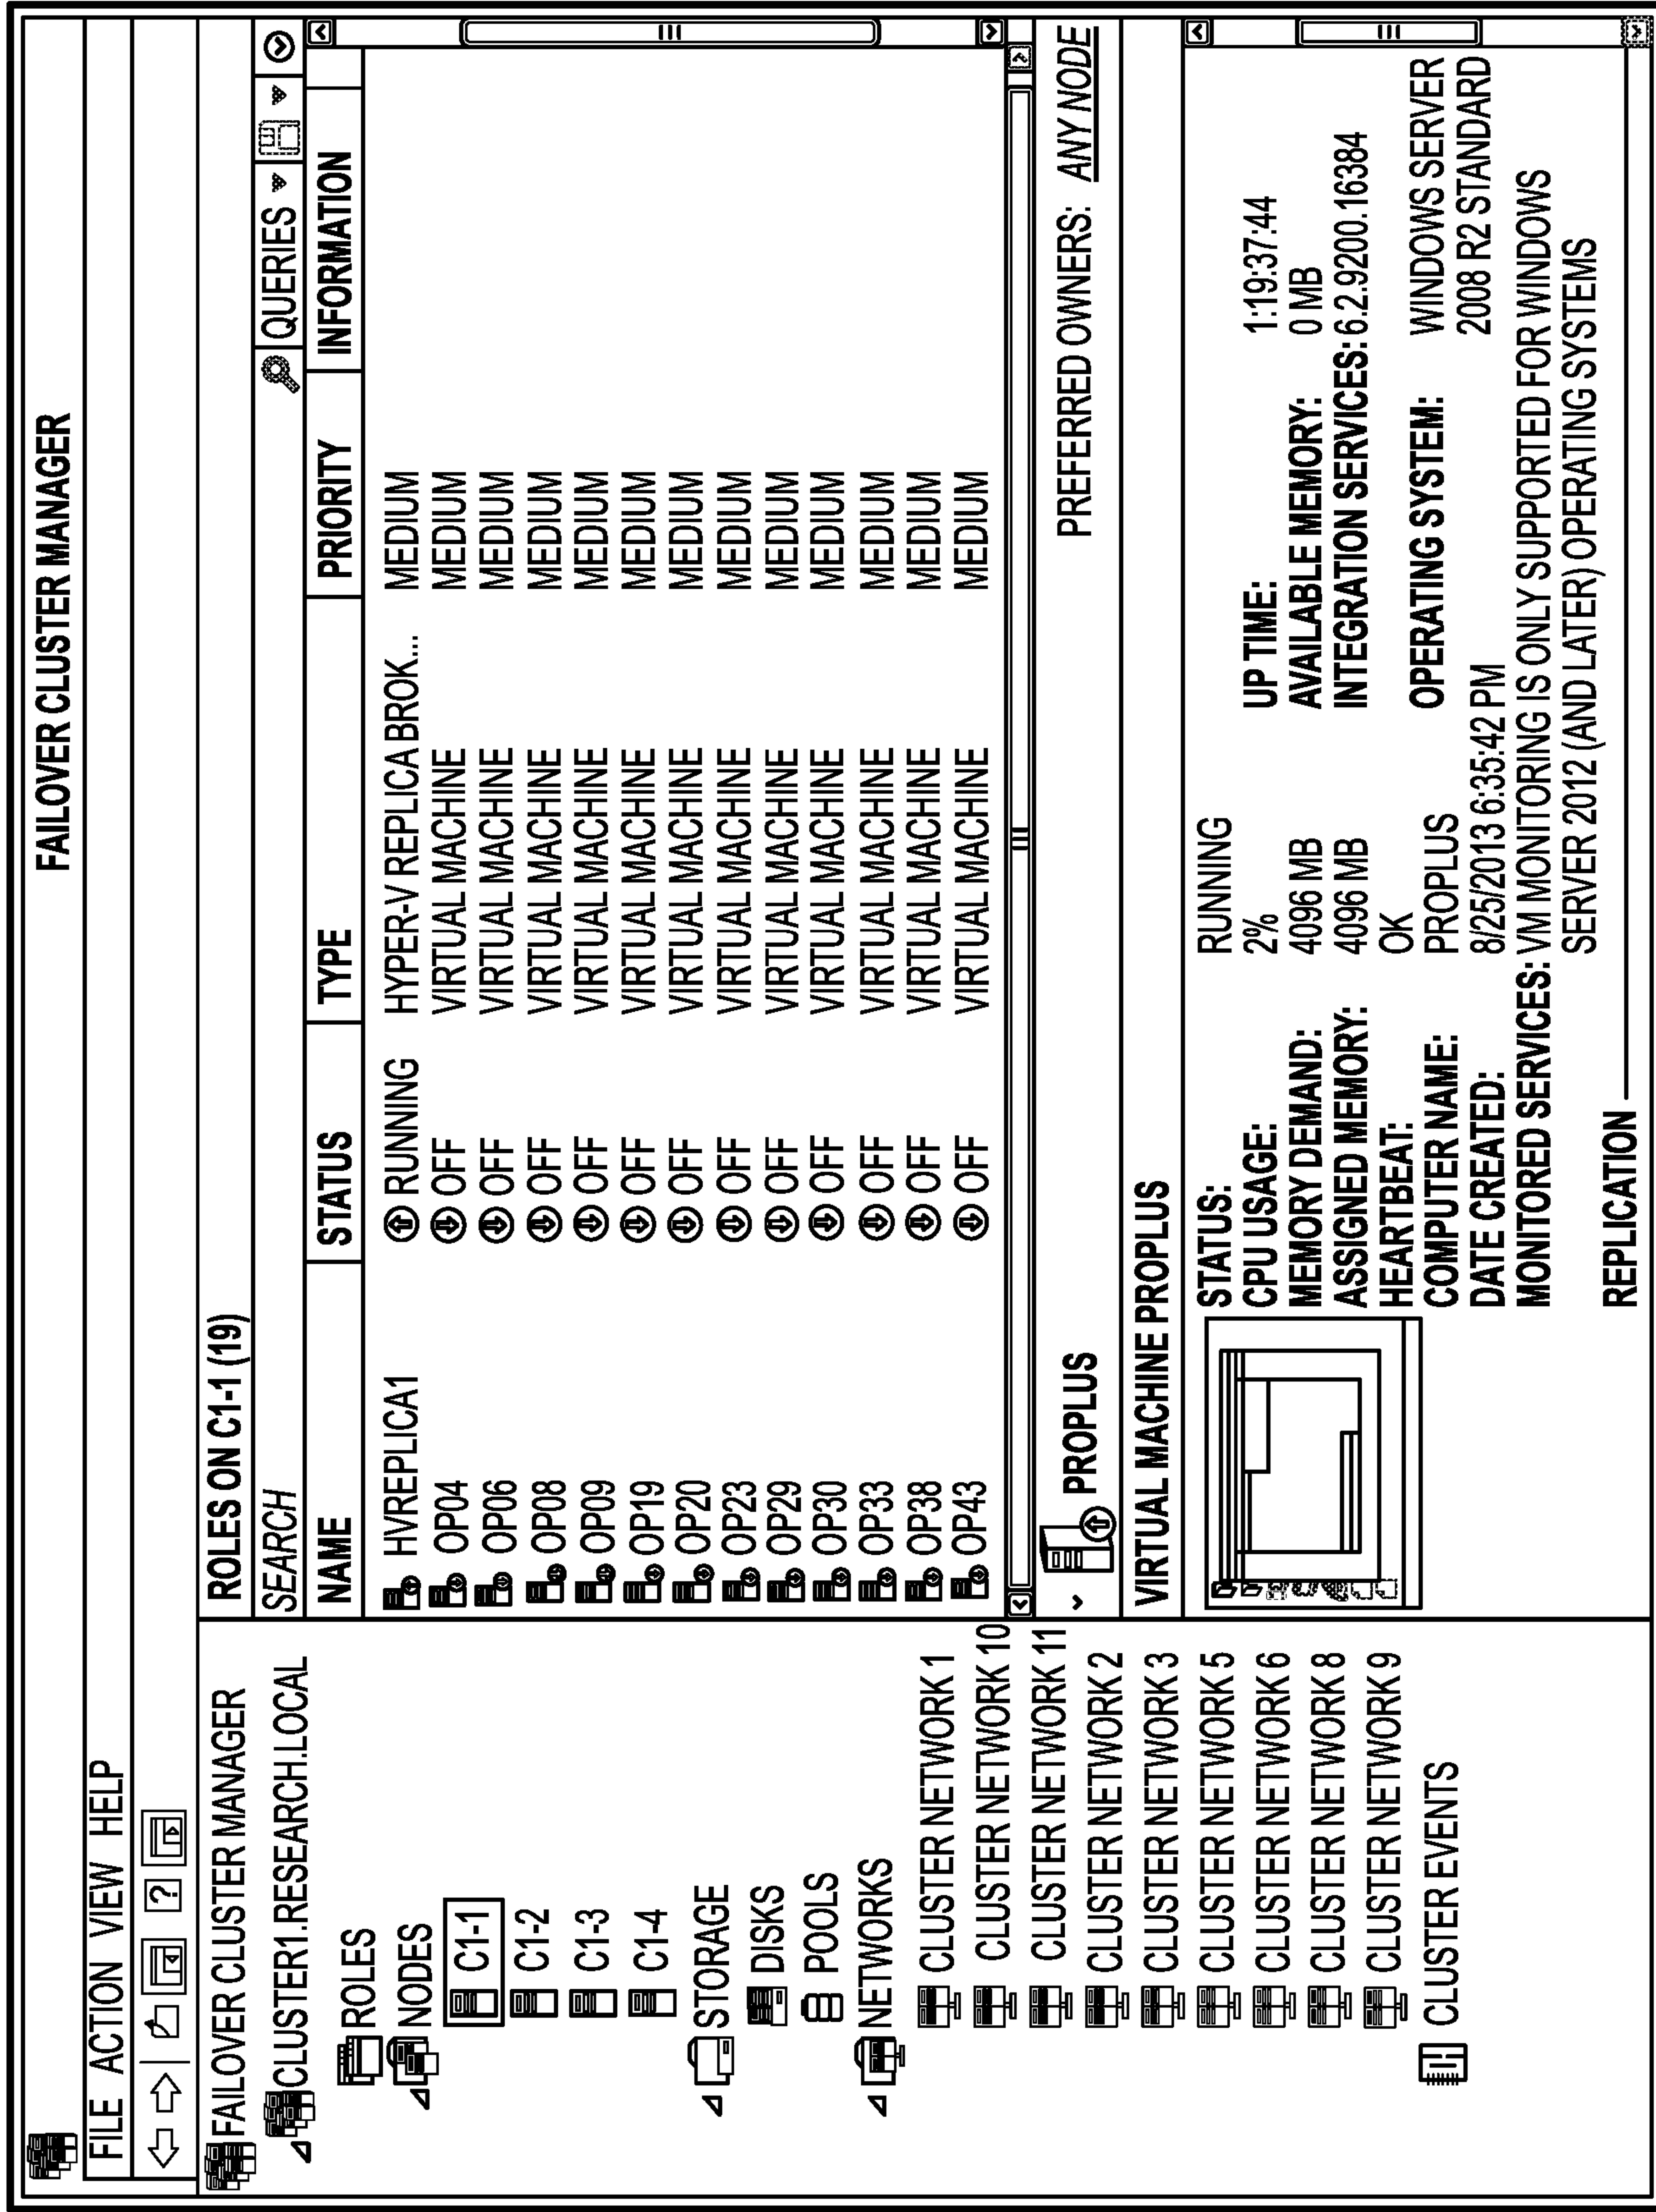 FAILOVER CLUSTER MANAGER
FILE ACTION VIEW HELP
?
FAILOVER CLUSTER MANAGER
CLUSTER1.RESEARCH.LOCAL
ROLES
NODES
C1-1
C1-2
C1-3
C1-4
STORAGE
DISKS
POOLS
NETWORKS
CLUSTER NETWORK 1
CLUSTER NETWORK 10
CLUSTER NETWORK 11
CLUSTER NETWORK 2
CLUSTER NETWORK 3
CLUSTER NETWORK 5
CLUSTER NETWORK 6
CLUSTER NETWORK 8
CLUSTER NETWORK 9
CLUSTER EVENTS
ROLES ON C1-1 (19)
SEARCH QUERIES
NAME STATUS TYPE PRIORITY INFORMATION
HVREPLICA1 RUNNING HYPER-V REPLICA BROK... MEDIUM
OP04 OFF VIRTUAL MACHINE MEDIUM
OP06 OFF VIRTUAL MACHINE MEDIUM
OP08 OFF VIRTUAL MACHINE MEDIUM
OP09 OFF VIRTUAL MACHINE MEDIUM
OP19 OFF VIRTUAL MACHINE MEDIUM
OP20 OFF VIRTUAL MACHINE MEDIUM
OP23 OFF VIRTUAL MACHINE MEDIUM
OP29 OFF VIRTUAL MACHINE MEDIUM
OP30 OFF VIRTUAL MACHINE MEDIUM
OP33 OFF VIRTUAL MACHINE MEDIUM
OP38 OFF VIRTUAL MACHINE MEDIUM
OP43 OFF VIRTUAL MACHINE MEDIUM
PROPLUS PREFERRED OWNERS: ANY NODE
VIRTUAL MACHINE PROPLUS
STATUS: RUNNING
CPU USAGE: 2% UP TIME: 1:19:37:44
MEMORY DEMAND: 4096 MB AVAILABLE MEMORY: 0 MB
ASSIGNED MEMORY: 4096 MB INTEGRATION SERVICES: 6.2.9200.16384
HEARTBEAT: OK
COMPUTER NAME: PROPLUS OPERATING SYSTEM: WINDOWS SERVER
DATE CREATED: 8/25/2013 6:35:42 PM 2008 R2 STANDARD
MONITORED SERVICES: VM MONITORING IS ONLY SUPPORTED FOR WINDOWS
SERVER 2012 (AND LATER) OPERATING SYSTEMS
REPLICATION